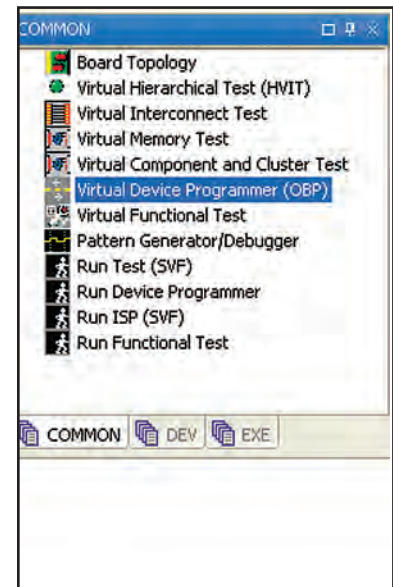 COMMON
Board Topology
Virtual Hierarchical Test (HVIT)
Virtual Interconnect Test
Virtual Memory Test
Virtual Component and Cluster Test
Virtual Device Programmer (OBP)
Virtual Functional Test
Pattern Generator/Debugger
Run Test (SVF)
Run Device Programmer
Run ISP (SVF)
Run Functional Test
COMMON DEV EXE